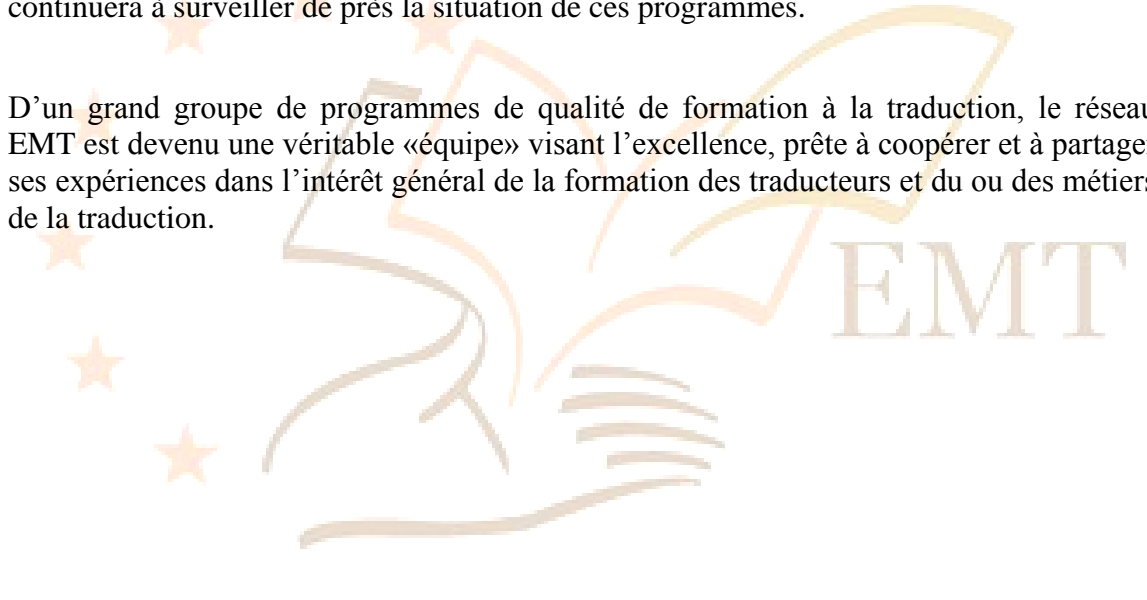 continuera à surveiller de près la situation de ces programmes.
D’un grand groupe de programmes de qualité de formation à la traduction, le réseau
EMT est devenu une véritable «équipe» visant l’excellence, prête à coopérer et à partager
ses expériences dans l’intérêt général de la formation des traducteurs et du ou des métiers
de la traduction.
EMT